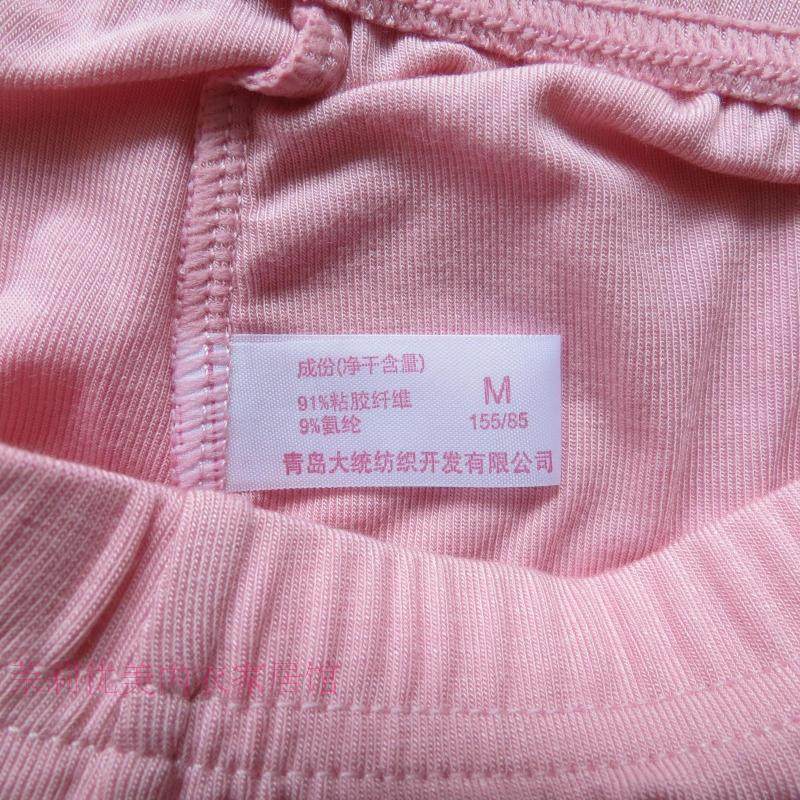 成份(净干含量)
91%粘胶纤维
9%氨纶
M
155/85
青岛大统纺织开发有限公司